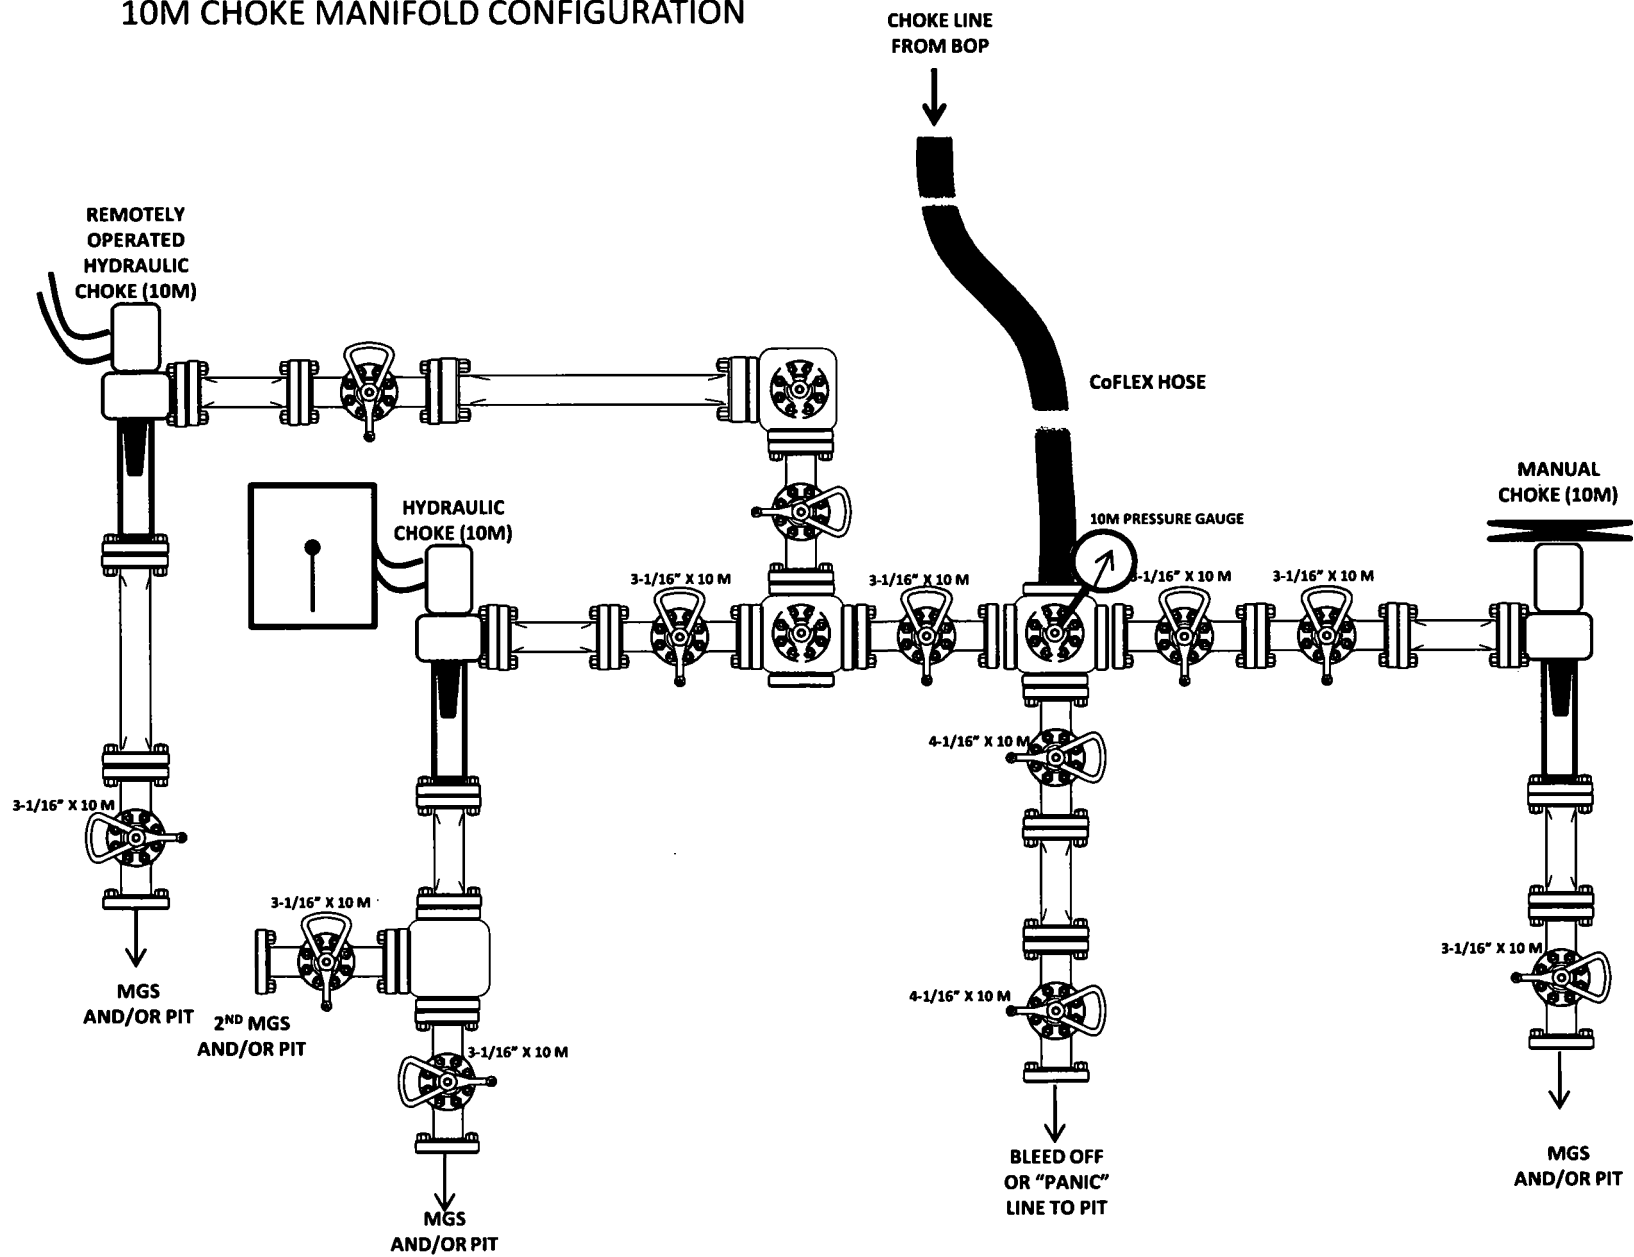 10M CHOKE MANIFOLD CONFIGURATION
CHOKE LINE
FROM BOP
REMOTELY
OPERATED
HYDRAULIC
CHOKE (10M)
CoFLEX HOSE
MANUAL
CHOKE (10M)
HYDRAULIC
CHOKE (10M)
10M PRESSURE GAUGE
3-1/16" X 10 M
3-1/16" X 10 M
3-1/16" X 10 M
3-1/16" X 10 M
4-1/16" X 10 M
3-1/16" X 10 M
3-1/16" X 10 M
3-1/16" X 10 M
4-1/16" X 10 M
MGS
AND/OR PIT
2ND MGS
AND/OR PIT
3-1/16" X 10 M
BLEED OFF
OR "PANIC"
LINE TO PIT
MGS
AND/OR PIT
MGS
AND/OR PIT